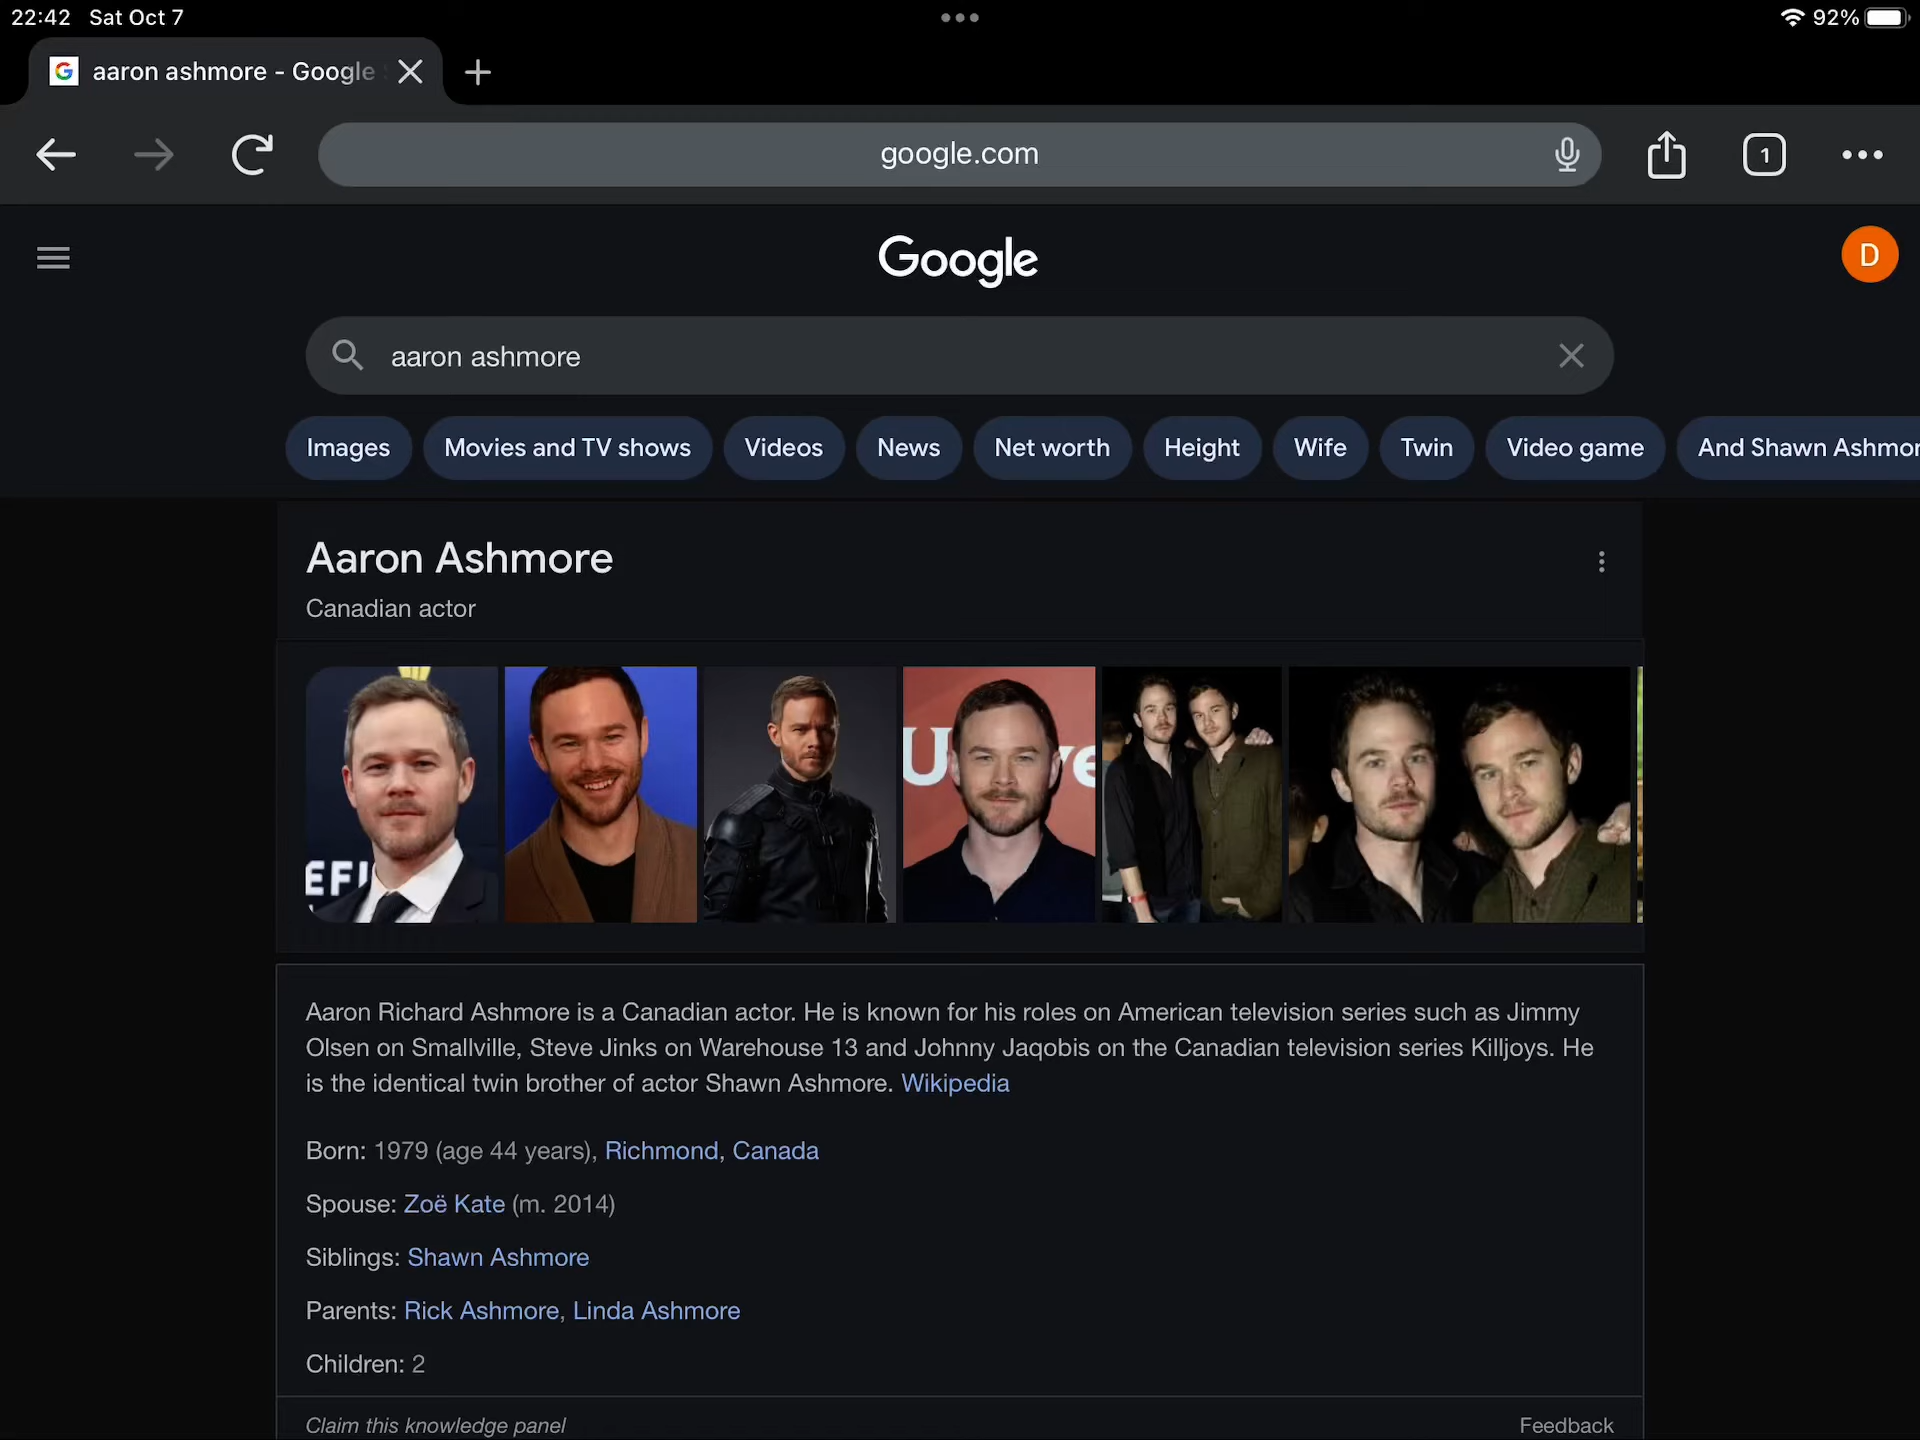 22:42 Sat Oct 7
92%
aaron ashmore - Google
google.com
1
Google
D
aaron ashmore
Images
Movies and TV shows
Videos
News
Net worth
Height
Wife
Twin
Video game
And Shawn Ashmor
Aaron Ashmore
Canadian actor
Aaron Richard Ashmore is a Canadian actor. He is known for his roles on American television series such as Jimmy
Olsen on Smallville, Steve Jinks on Warehouse 13 and Johnny Jaqobis on the Canadian television series Killjoys. He
is the identical twin brother of actor Shawn Ashmore. Wikipedia
Born: 1979 (age 44 years), Richmond, Canada
Spouse: Zoë Kate (m. 2014)
Siblings: Shawn Ashmore
Parents: Rick Ashmore, Linda Ashmore
Children: 2
Claim this knowledge panel
Feedback